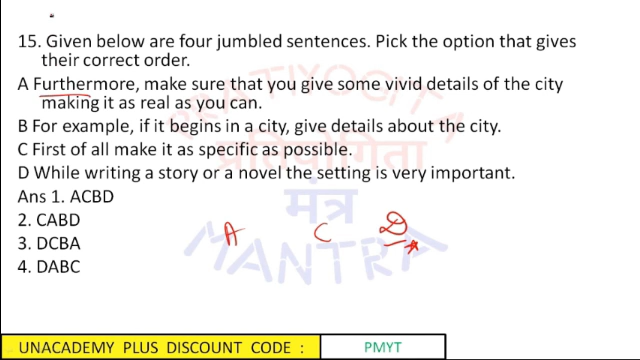 15. Given below are four jumbled sentences. Pick the option that gives
their correct order.
A Furthermore, make sure that you give some vivid details of the city
making it as real as you can.
B For example, if it begins in a city, give details about the city.
C First of all make it as specific as possible.
D While writing a story or a novel the setting is very important.
Ans 1. ACBD
2. CABD
3. DCBA
4. DABC
A C D
PRATIYOGITA
प्रतियोगिता
मंत्र
MANTRA
UNACADEMY PLUS DISCOUNT CODE : PMYT